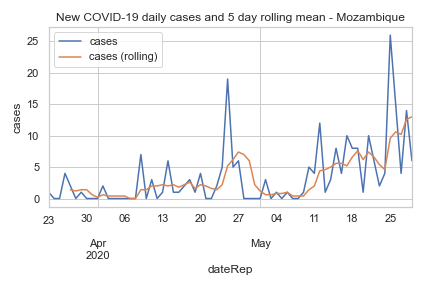 New COVID-19 daily cases and 5 day rolling mean - Mozambique
cases
cases (rolling)
25
20
15
10
5
0
cases
23 30 06 13 20 27 04 11 18 25
Apr May
2020
dateRep